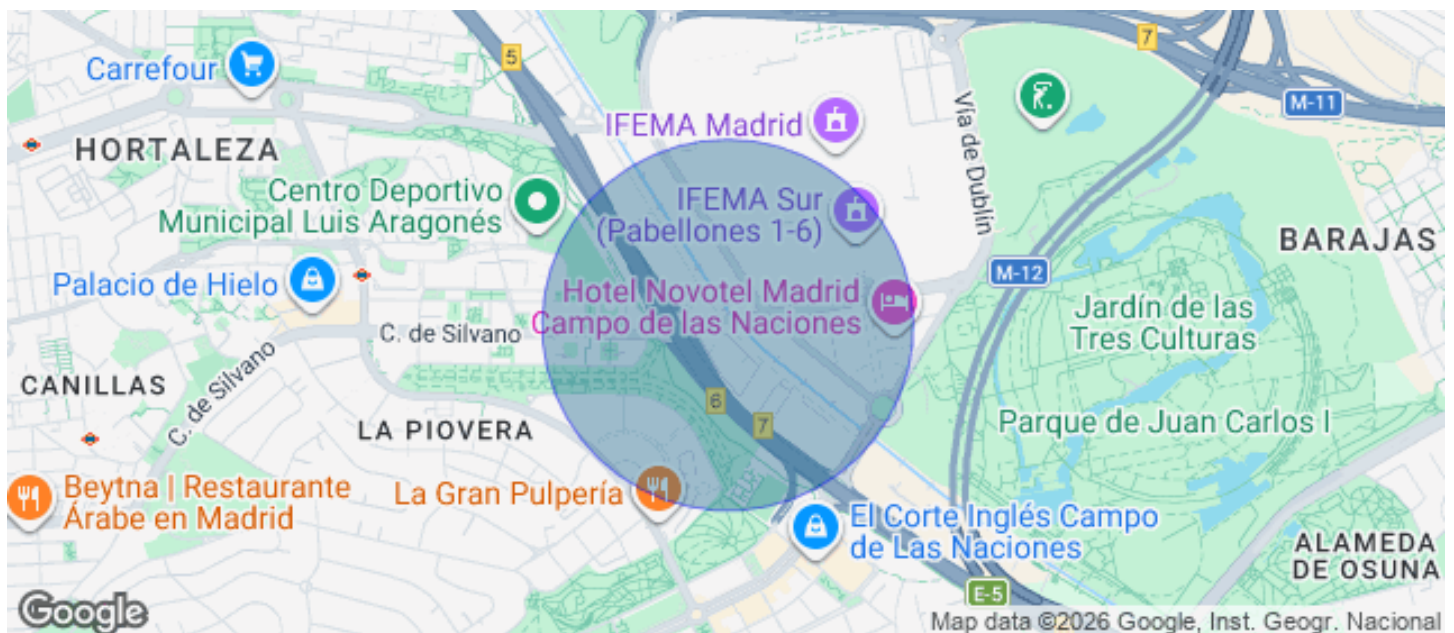 5
7
Carrefour
M-11
IFEMA Madrid
Vía de Dublín
HORTALEZA
Centro Deportivo
Municipal Luis Aragonés
IFEMA Sur
(Pabellones 1-6)
BARAJAS
M-12
Palacio de Hielo
Hotel Novotel Madrid
Campo de las Naciones
Jardín de las
Tres Culturas
C. de Silvano
CANILLAS
C. de Silvano
6
7
LA PIOVERA
Parque de Juan Carlos I
Beytna | Restaurante
Árabe en Madrid
La Gran Pulpería
El Corte Inglés Campo
de Las Naciones
ALAMEDA
DE OSUNA
E-5
Google
Map data ©2026 Google, Inst. Geogr. Nacional